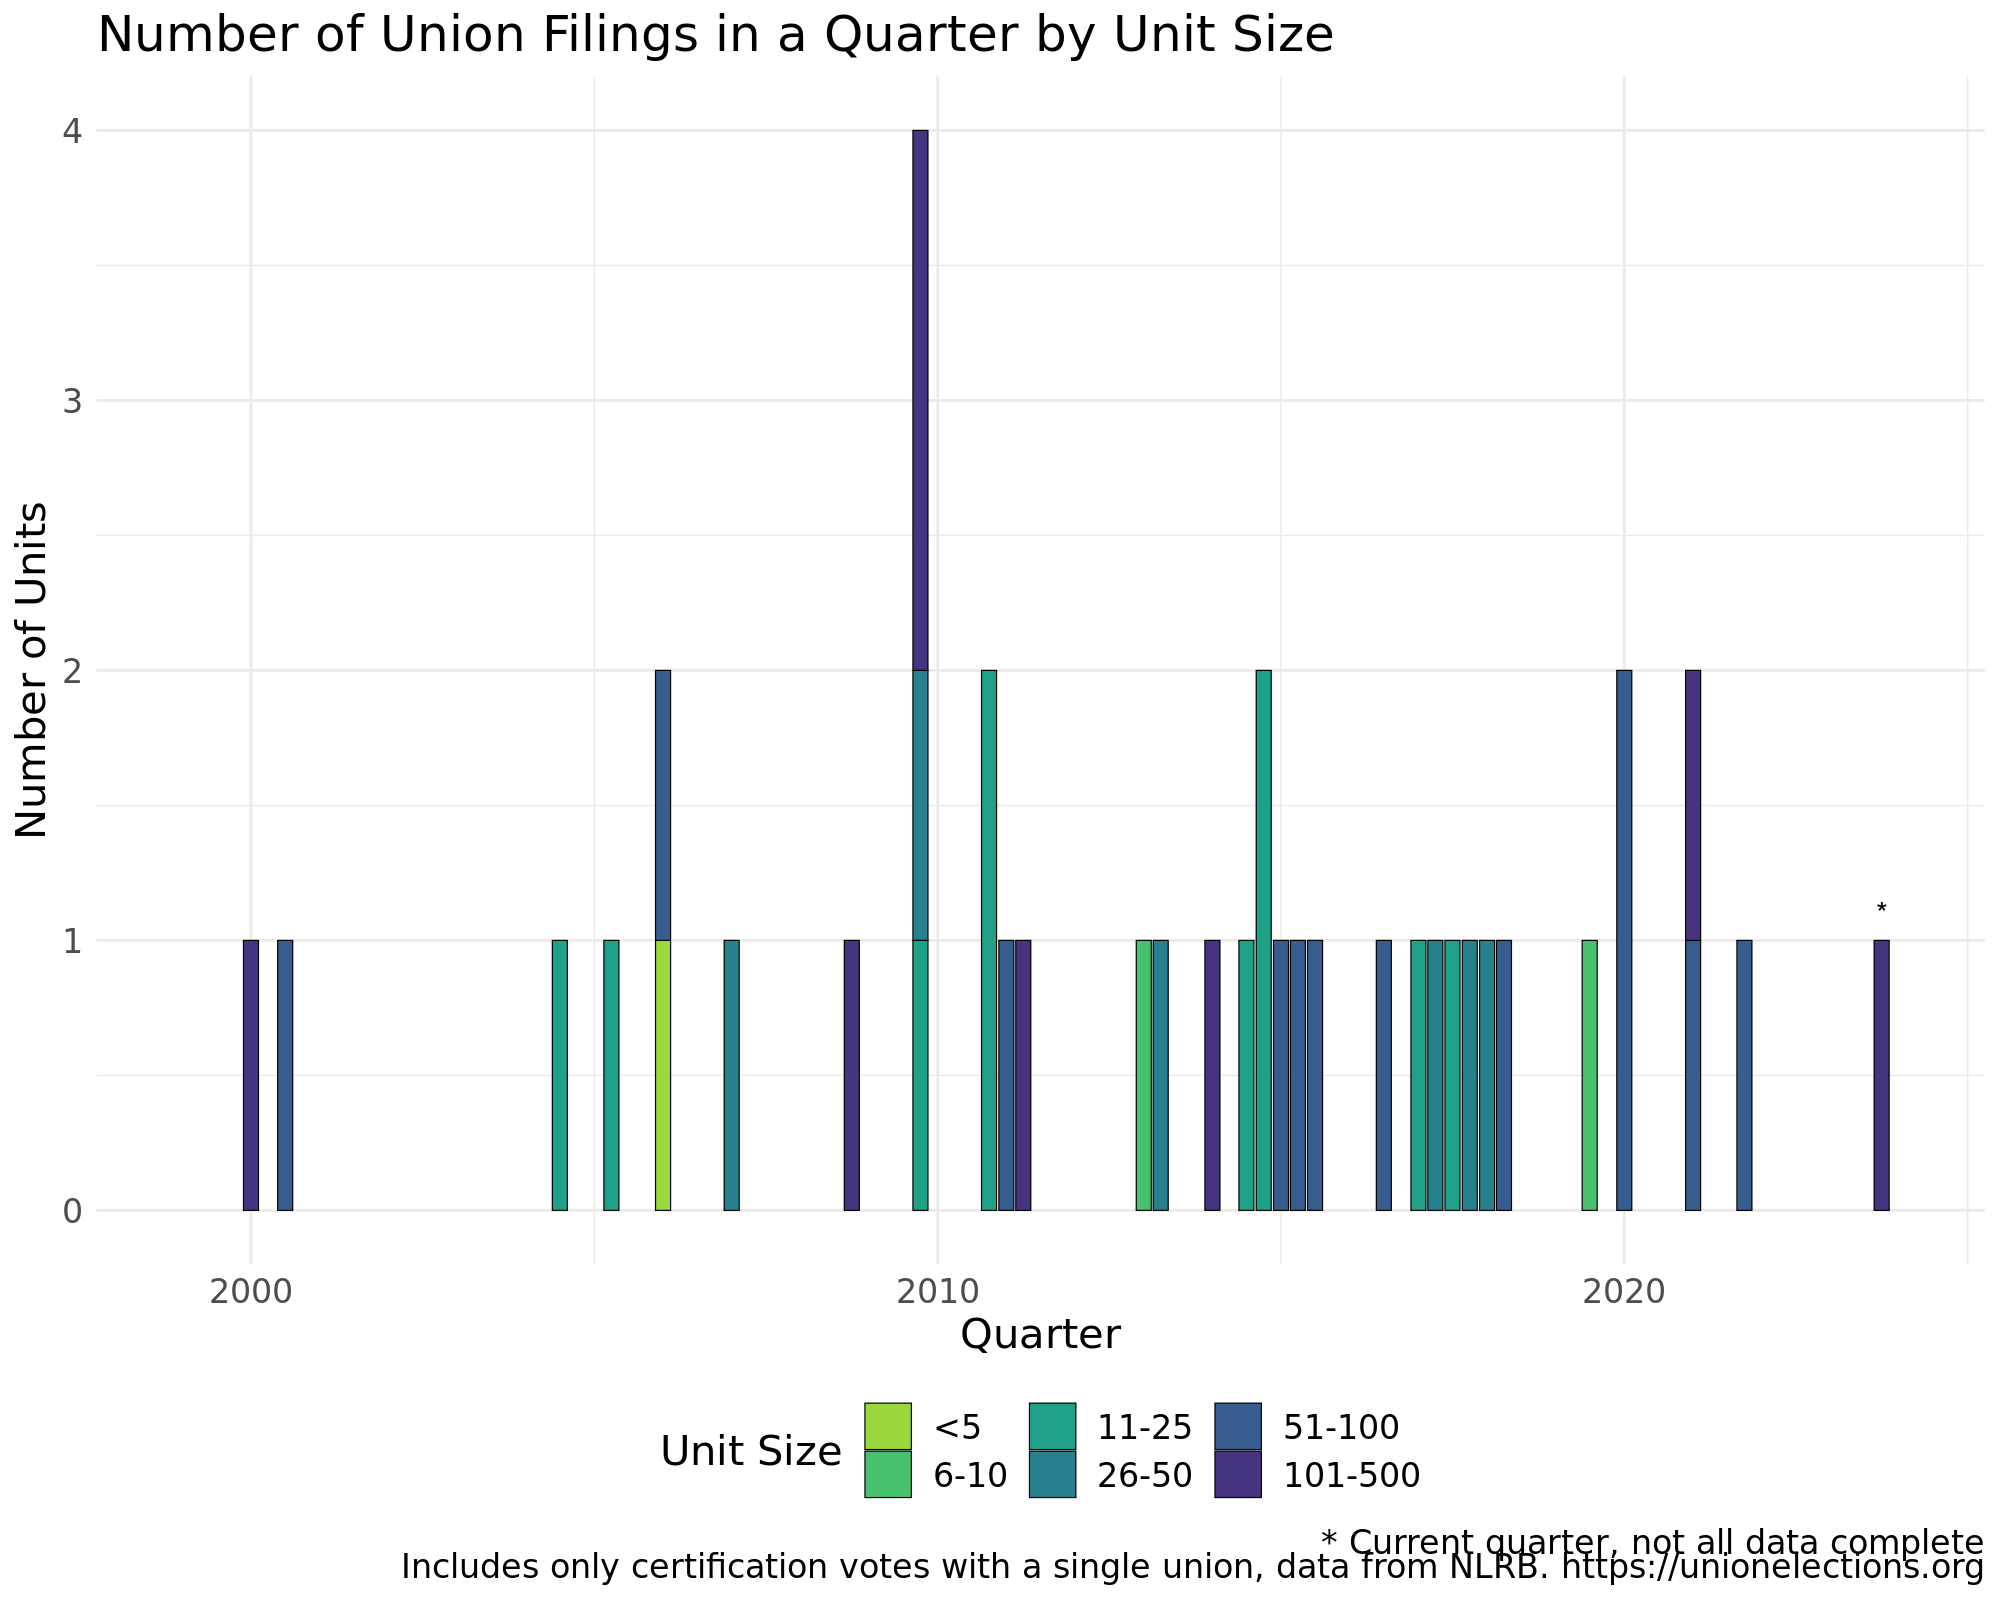 Number of Union Filings in a Quarter by Unit Size
Number of Units
4
3
2
1
0
*
2000 2010 2020
Quarter
Unit Size
<5 11-25 51-100
6-10 26-50 101-500
* Current quarter, not all data complete
Includes only certification votes with a single union, data from NLRB. https://unionelections.org